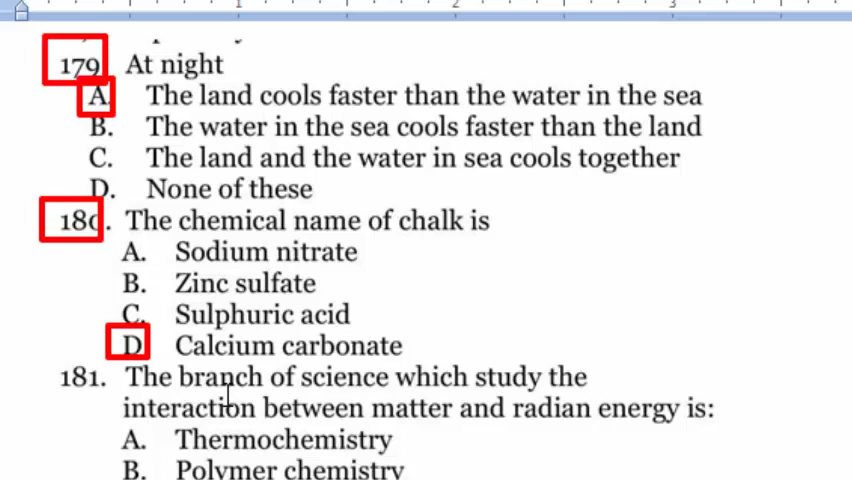 179. At night
A. The land cools faster than the water in the sea
B. The water in the sea cools faster than the land
C. The land and the water in sea cools together
D. None of these
180. The chemical name of chalk is
A. Sodium nitrate
B. Zinc sulfate
C. Sulphuric acid
D. Calcium carbonate
181. The branch of science which study the
interaction between matter and radian energy is:
A. Thermochemistry
B. Polymer chemistry